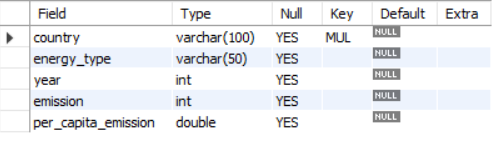 Field Type Null Key Default Extra
country varchar(100) YES MUL NULL
energy_type varchar(50) YES NULL
year int YES NULL
emission int YES NULL
per_capita_emission double YES NULL